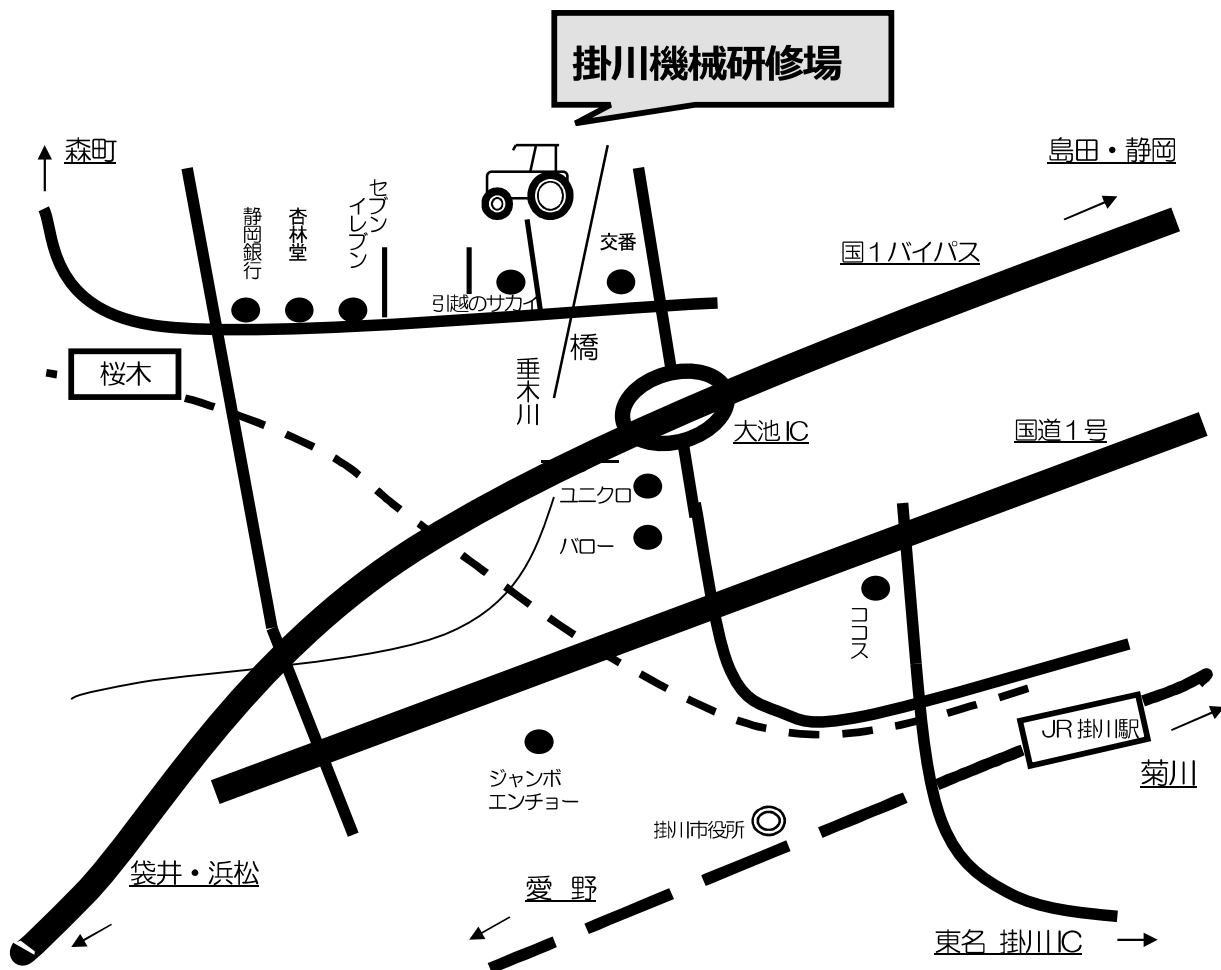 掛川機械研修場
森町
島田・静岡
セブン
イレブン
静岡銀行
杏林堂
交番
国1バイパス
引越のサカイ
橋
垂木川
桜木
大池IC
国道1号
ユニクロ
バロー
ココス
JR掛川駅
菊川
ジャンボ
エンチョー
掛川市役所
袋井・浜松
愛 野
東名 掛川IC